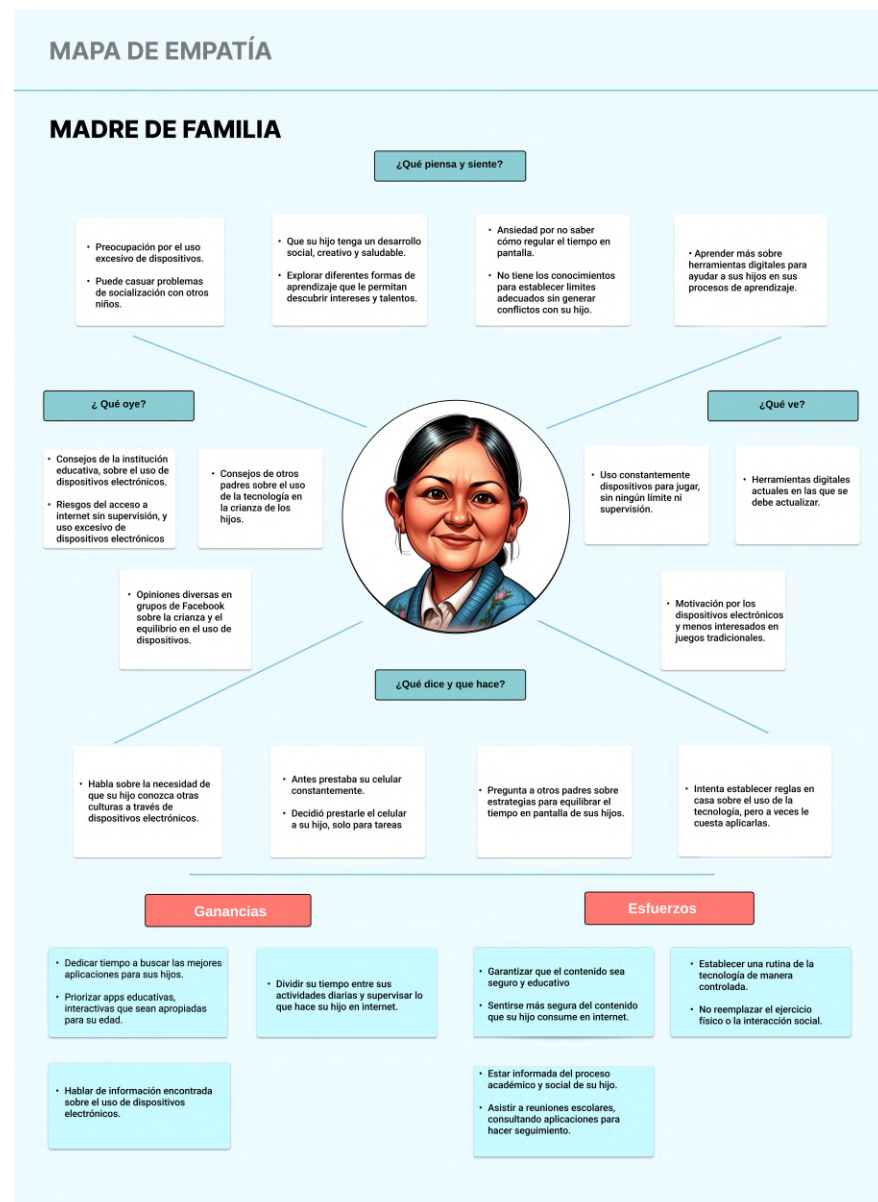 MAPA DE EMPATÍA
MADRE DE FAMILIA
¿Qué piensa y siente?
• Preocupación por el uso
excesivo de dispositivos.
• Puede casuar problemas
de socialización con otros
niños.
• Que su hijo tenga un desarrollo
social, creativo y saludable.
• Explorar diferentes formas de
aprendizaje que le permitan
descubrir intereses y talentos.
• Ansiedad por no saber
cómo regular el tiempo en
pantalla.
• No tiene los conocimientos
para establecer limites
adecuados sin generar
conflictos con su hijo.
• Aprender más sobre
herramientas digitales para
ayudar a sus hijos en sus
procesos de aprendizaje.
¿ Qué oye?
• Consejos de la institución
educativa, sobre el uso de
dispositivos electrónicos.
• Riesgos del acceso a
internet sin supervisión, y
uso excesivo de
dispositivos electrónicos
• Consejos de otros
padres sobre el uso
de la tecnología en
la crianza de los
hijos.
• Opiniones diversas en
grupos de Facebook
sobre la crianza y el
equilibrio en el uso de
dispositivos.
¿Qué ve?
• Uso constantemente
dispositivos para jugar,
sin ningún límite ni
supervisión.
• Herramientas digitales
actuales en las que se
debe actualizar.
• Motivación por los
dispositivos electrónicos
y menos interesados en
juegos tradicionales.
¿Qué dice y que hace?
• Habla sobre la necesidad de
que su hijo conozca otras
culturas a través de
dispositivos electrónicos.
• Antes prestaba su celular
constantemente.
• Decidió prestarle el celular
a su hijo, solo para tareas
• Pregunta a otros padres sobre
estrategias para equilibrar el
tiempo en pantalla de sus hijos.
• Intenta establecer reglas en
casa sobre el uso de la
tecnología, pero a veces le
cuesta aplicarlas.
Ganancias
• Dedicar tiempo a buscar las mejores
aplicaciones para sus hijos.
• Priorizar apps educativas,
interactivas que sean apropiadas
para su edad.
• Dividir su tiempo entre sus
actividades diarias y supervisar lo
que hace su hijo en internet.
• Hablar de información encontrada
sobre el uso de dispositivos
electrónicos.
Esfuerzos
• Garantizar que el contenido sea
seguro y educativo
• Sentirse más segura del contenido
que su hijo consume en internet.
• Establecer una rutina de la
tecnología de manera
controlada.
• No reemplazar el ejercicio
físico o la interacción social.
• Estar informada del proceso
académico y social de su hijo.
• Asistir a reuniones escolares,
consultando aplicaciones para
hacer seguimiento.